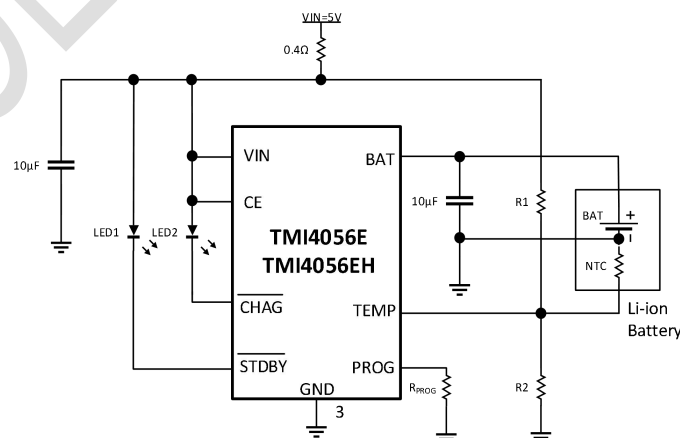 VIN=5V
0.4Ω
10µF
LED1
LED2
VIN
CE
CHAG
STDBY
GND
3
TMI4056E
TMI4056EH
BAT
TEMP
PROG
10µF
RPROG
R1
R2
BAT
+
NTC
Li-ion
Battery